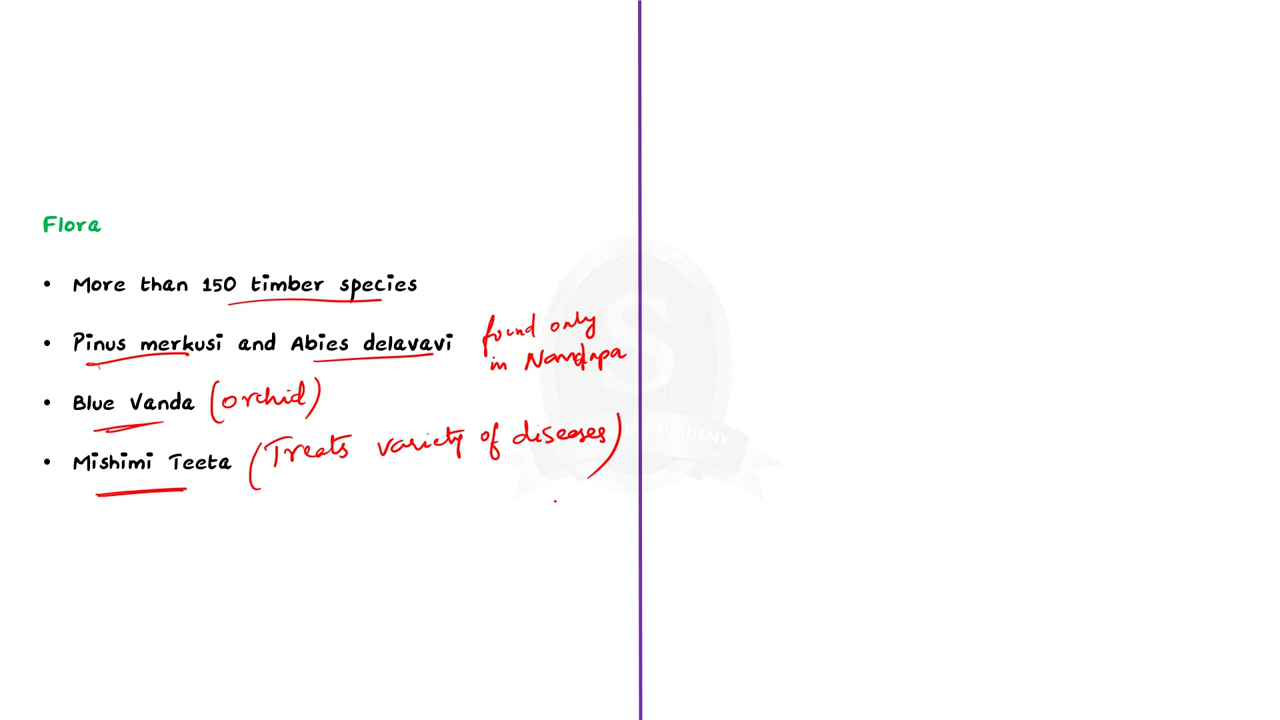 Flora
• More than 150 timber species
• Pinus merkusi and Abies delavavi found only
in Namdapa
• Blue Vanda (orchid)
• Mishimi Teeta (Treats variety of diseases)
S
ACADEMY